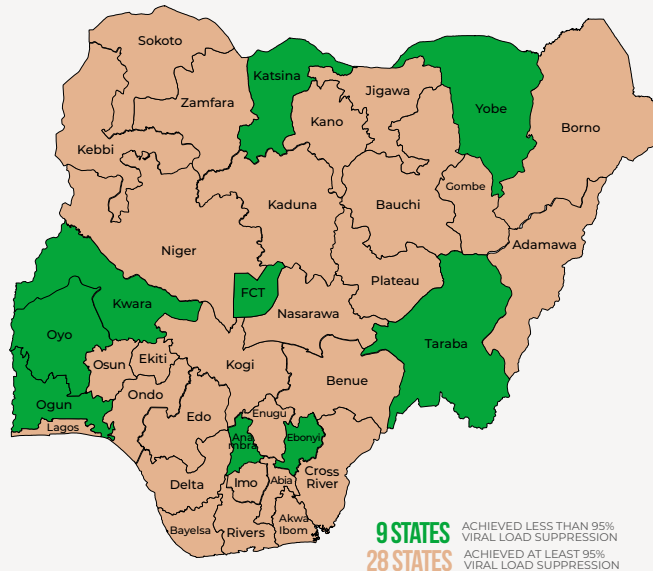 Sokoto
Katsina
Zamfara
Jigawa
Yobe
Kano
Borno
Kebbi
Gombe
Kaduna
Bauchi
Niger
Adamawa
FCT
Plateau
Kwara
Nasarawa
Oyo
Taraba
Osun
Ekiti
Kogi
Benue
Ondo
Ogun
Edo
Enugu
Lagos
Ana
mbra
Ebonyi
Delta
Imo
Abia
Cross
River
Bayelsa
Rivers
Akwa
Ibom
9 STATES ACHIEVED LESS THAN 95%
VIRAL LOAD SUPPRESSION
28 STATES ACHIEVED AT LEAST 95%
VIRAL LOAD SUPPRESSION